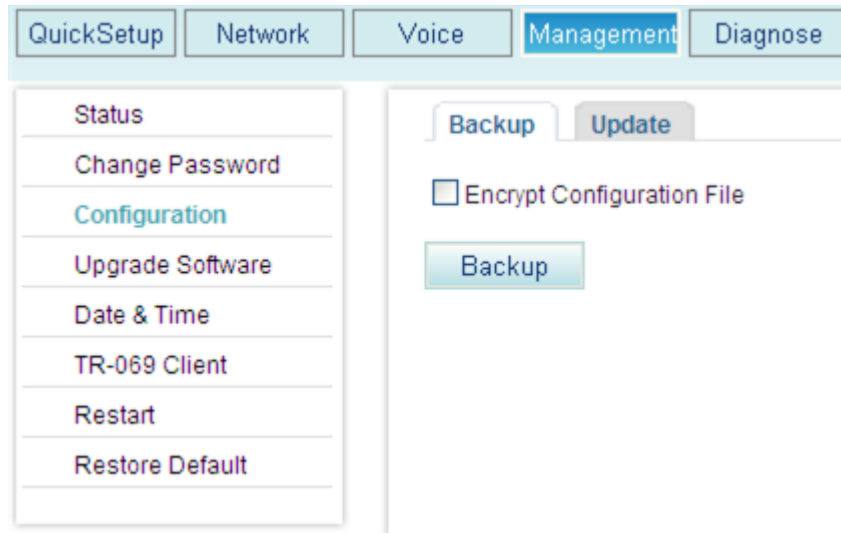 QuickSetup Network Voice Management Diagnose
Status
Change Password
Configuration
Upgrade Software
Date & Time
TR-069 Client
Restart
Restore Default
Backup Update
Encrypt Configuration File
Backup